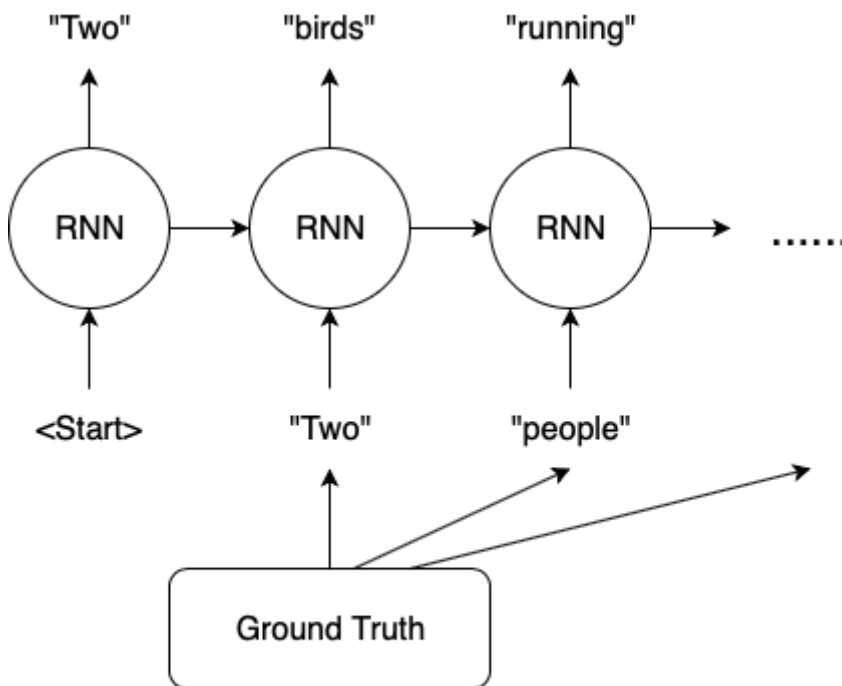 "Two" "birds" "running"
RNN RNN RNN ......
<Start> "Two" "people"
Ground Truth